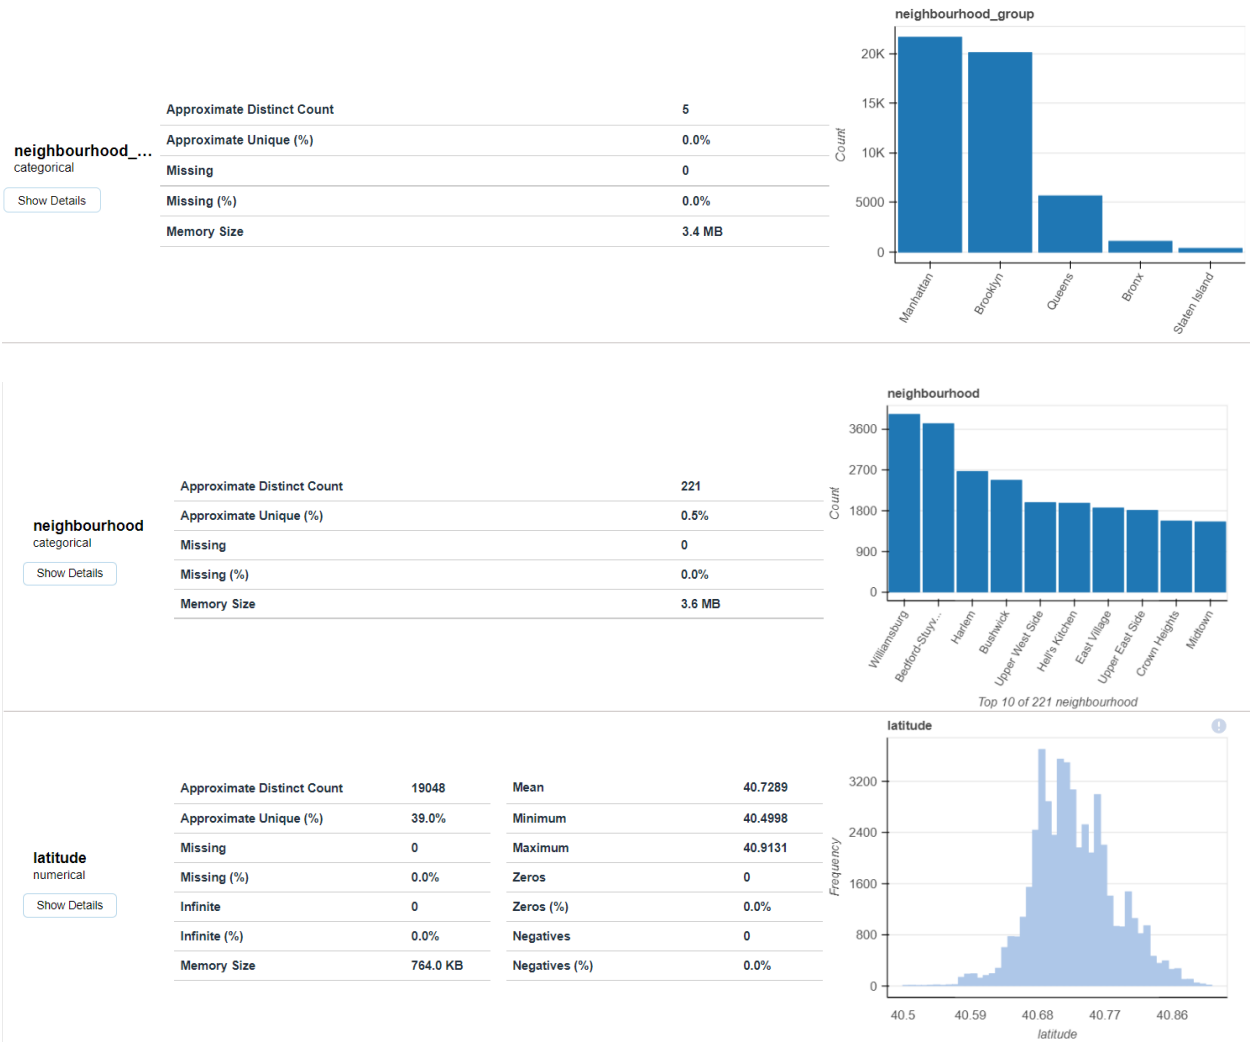 neighbourhood_group
20K
15K
10K
5000
0
Count
Manhattan
Brooklyn
Queens
Bronx
Staten Island
neighbourhood_...
categorical
Show Details
Approximate Distinct Count 5
Approximate Unique (%) 0.0%
Missing 0
Missing (%) 0.0%
Memory Size 3.4 MB
neighbourhood
3600
2700
1800
900
0
Count
Williamsburg
Bedford-Stuyv...
Harlem
Bushwick
Upper West Side
Hell's Kitchen
East Village
Upper East Side
Crown Heights
Midtown
Top 10 of 221 neighbourhood
neighbourhood
categorical
Show Details
Approximate Distinct Count 221
Approximate Unique (%) 0.5%
Missing 0
Missing (%) 0.0%
Memory Size 3.6 MB
latitude
numerical
Show Details
Approximate Distinct Count 19048
Approximate Unique (%) 39.0%
Missing 0
Missing (%) 0.0%
Infinite 0
Infinite (%) 0.0%
Memory Size 764.0 KB
Mean 40.7289
Minimum 40.4998
Maximum 40.9131
Zeros 0
Zeros (%) 0.0%
Negatives 0
Negatives (%) 0.0%
latitude
!
3200
2400
1600
800
0
Frequency
40.5 40.59 40.68 40.77 40.86
latitude